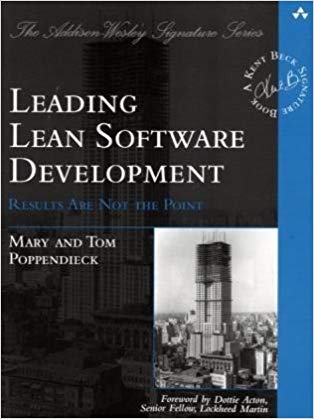 The Addison Wesley Signature Series
A KENT BECK SIGNATURE BOOK
LEADING
LEAN SOFTWARE
DEVELOPMENT
RESULTS ARE NOT THE POINT
MARY AND TOM
POPPENDIECK
Foreword by Dottie Acton,
Senior Fellow, Lockheed Martin